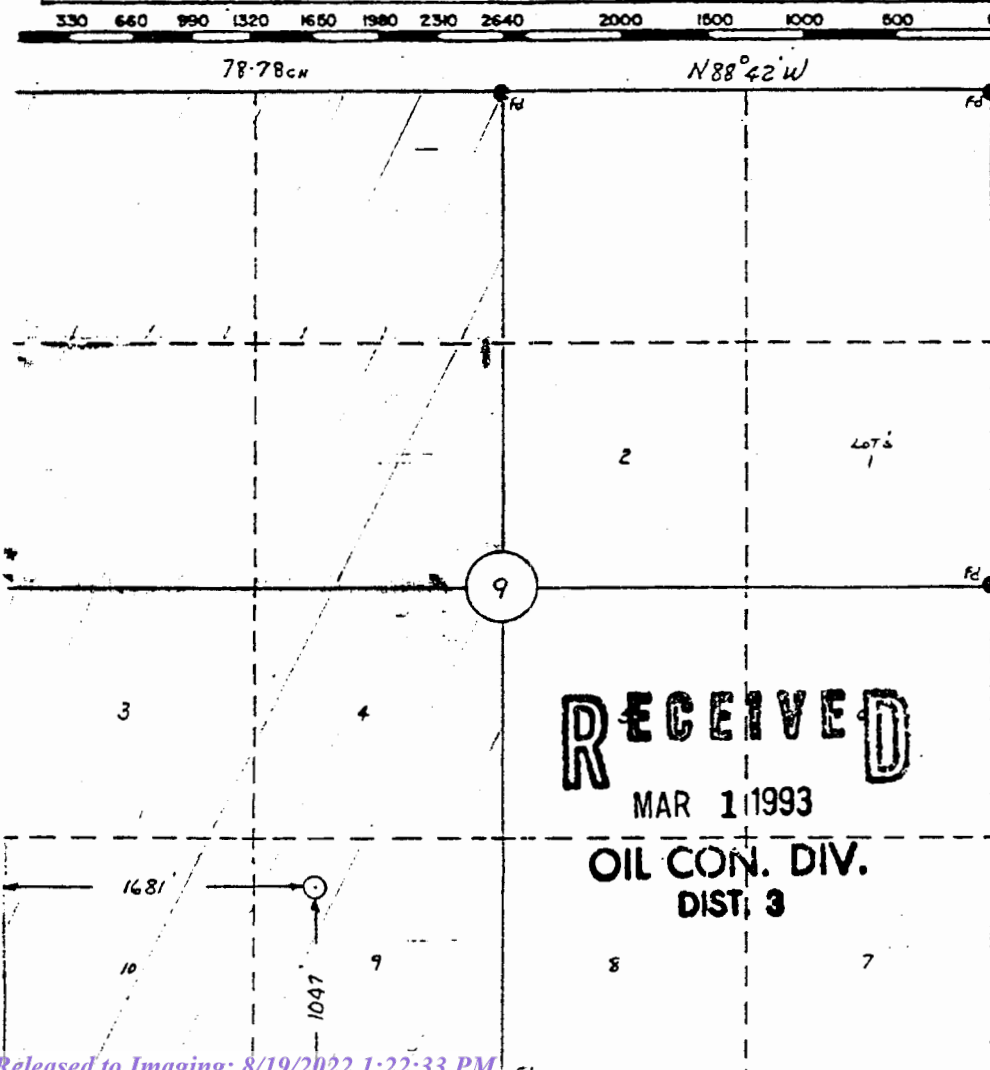 330 660 990 1320 1650 1980 2310 2640 2000 1500 1000 500
78.78CH N88°42'W
Fd Fd
2 LOT'S
1
9 Fd
3 4
RECEIVED
MAR 1 1993
OIL CON. DIV.
DIST. 3
1681'
10 9 8 7
1047
Released to Imaging: 8/19/2022 1:22:33 PM